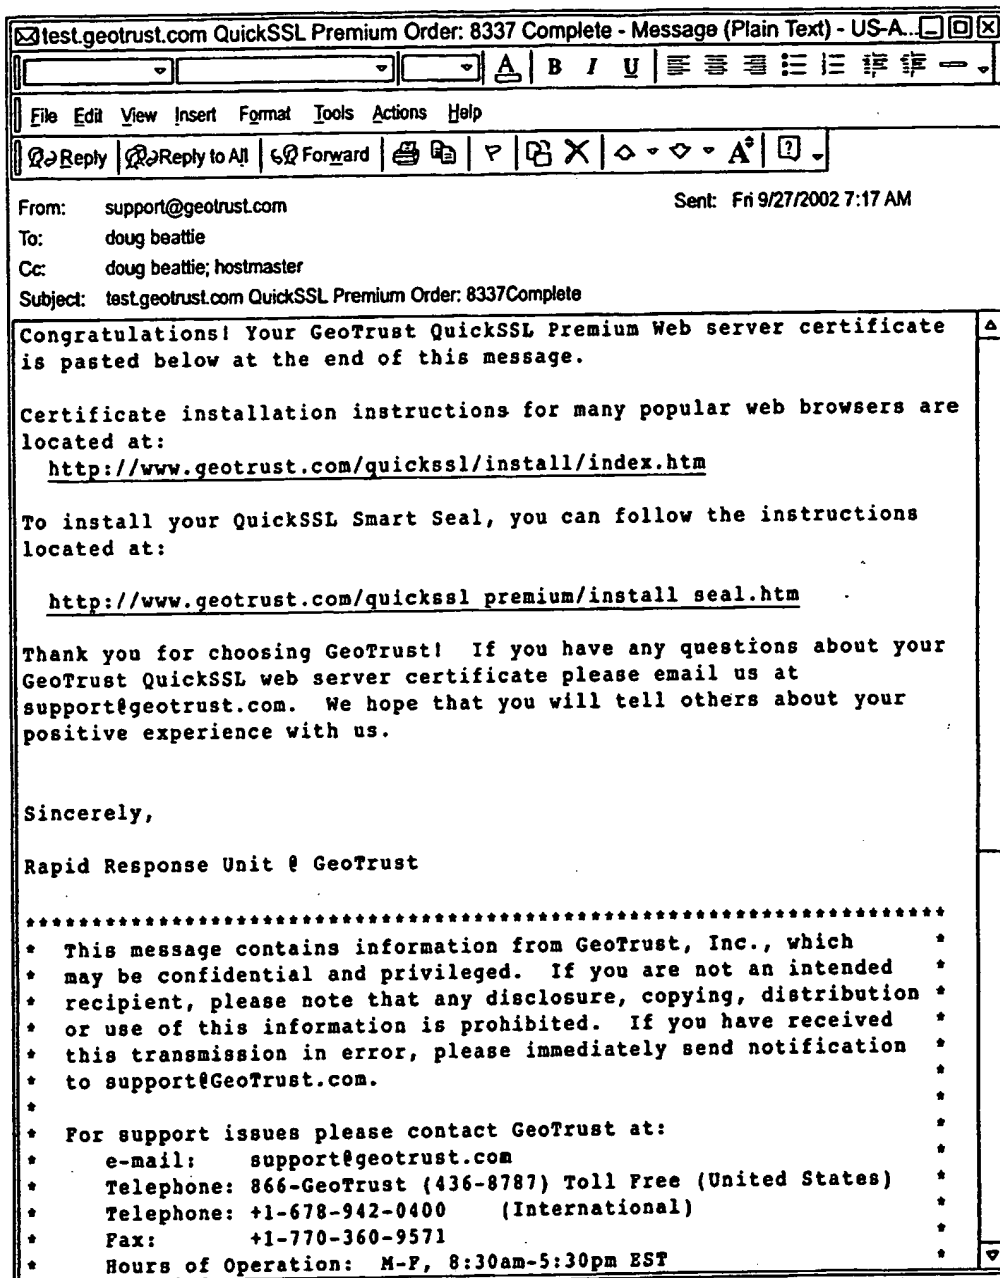 test.geotrust.com QuickSSL Premium Order: 8337 Complete - Message (Plain Text) - US-A...
A B I U
File Edit View Insert Format Tools Actions Help
Reply Reply to All Forward A
From: support@geotrust.com Sent: Fri 9/27/2002 7:17 AM
To: doug beattie
Cc: doug beattie; hostmaster
Subject: test.geotrust.com QuickSSL Premium Order: 8337Complete
Congratulations! Your GeoTrust QuickSSL Premium Web server certificate
is pasted below at the end of this message.
Certificate installation instructions for many popular web browsers are
located at:
http://www.geotrust.com/quickssl/install/index.htm
To install your QuickSSL Smart Seal, you can follow the instructions
located at:
http://www.geotrust.com/quickssl premium/install seal.htm
Thank you for choosing GeoTrust! If you have any questions about your
GeoTrust QuickSSL web server certificate please email us at
support@geotrust.com. We hope that you will tell others about your
positive experience with us.
Sincerely,
Rapid Response Unit @ GeoTrust
**********************************************************************
* This message contains information from GeoTrust, Inc., which *
* may be confidential and privileged. If you are not an intended *
* recipient, please note that any disclosure, copying, distribution *
* or use of this information is prohibited. If you have received *
* this transmission in error, please immediately send notification *
* to support@GeoTrust.com. *
* *
* For support issues please contact GeoTrust at: *
* e-mail: support@geotrust.com *
* Telephone: 866-GeoTrust (436-8787) Toll Free (United States) *
* Telephone: +1-678-942-0400 (International) *
* Fax: +1-770-360-9571 *
* Hours of Operation: M-F, 8:30am-5:30pm EST *